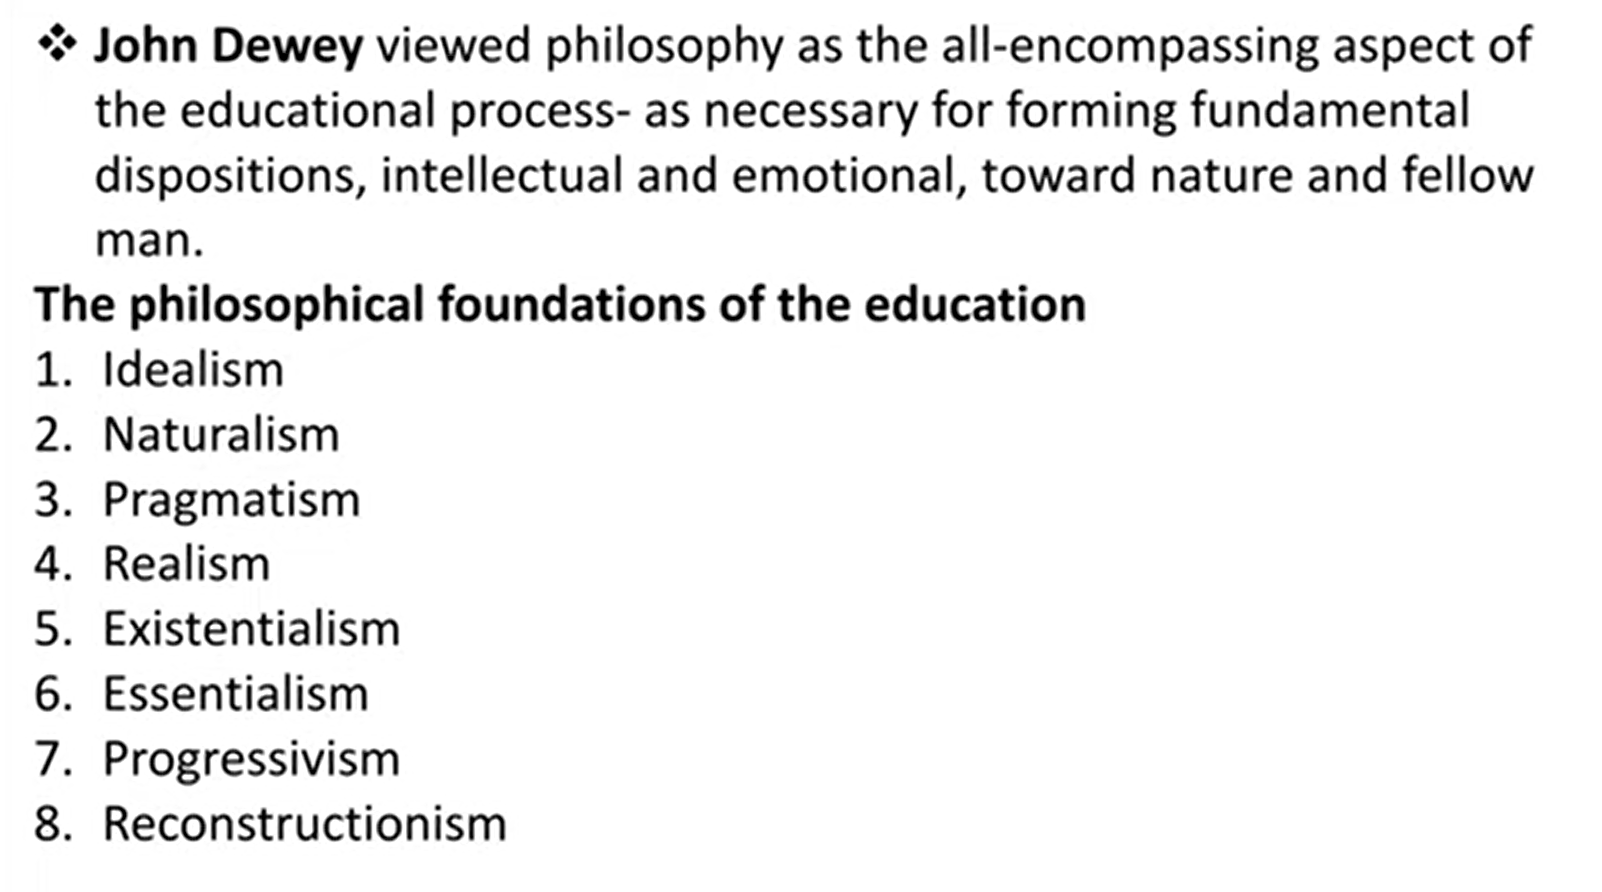 ❖ John Dewey viewed philosophy as the all-encompassing aspect of
the educational process- as necessary for forming fundamental
dispositions, intellectual and emotional, toward nature and fellow
man.
The philosophical foundations of the education
1. Idealism
2. Naturalism
3. Pragmatism
4. Realism
5. Existentialism
6. Essentialism
7. Progressivism
8. Reconstructionism